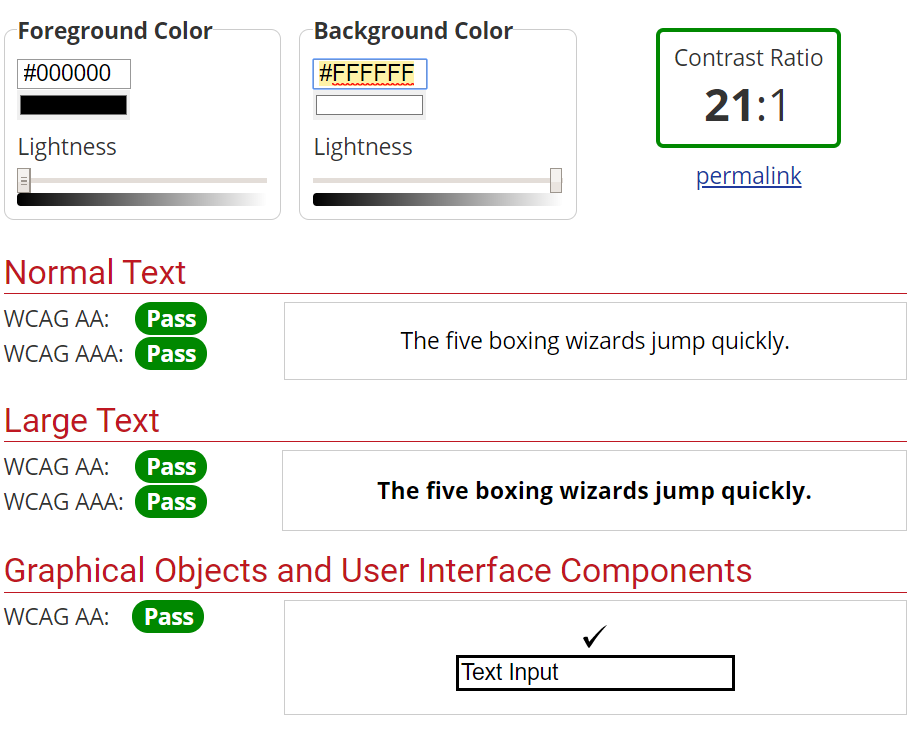 Foreground Color
#000000
Lightness
Background Color
#FFFFFF
Lightness
Contrast Ratio
21:1
permalink
Normal Text
WCAG AA: Pass
WCAG AAA: Pass
The five boxing wizards jump quickly.
Large Text
WCAG AA: Pass
WCAG AAA: Pass
The five boxing wizards jump quickly.
Graphical Objects and User Interface Components
WCAG AA: Pass
✓
Text Input